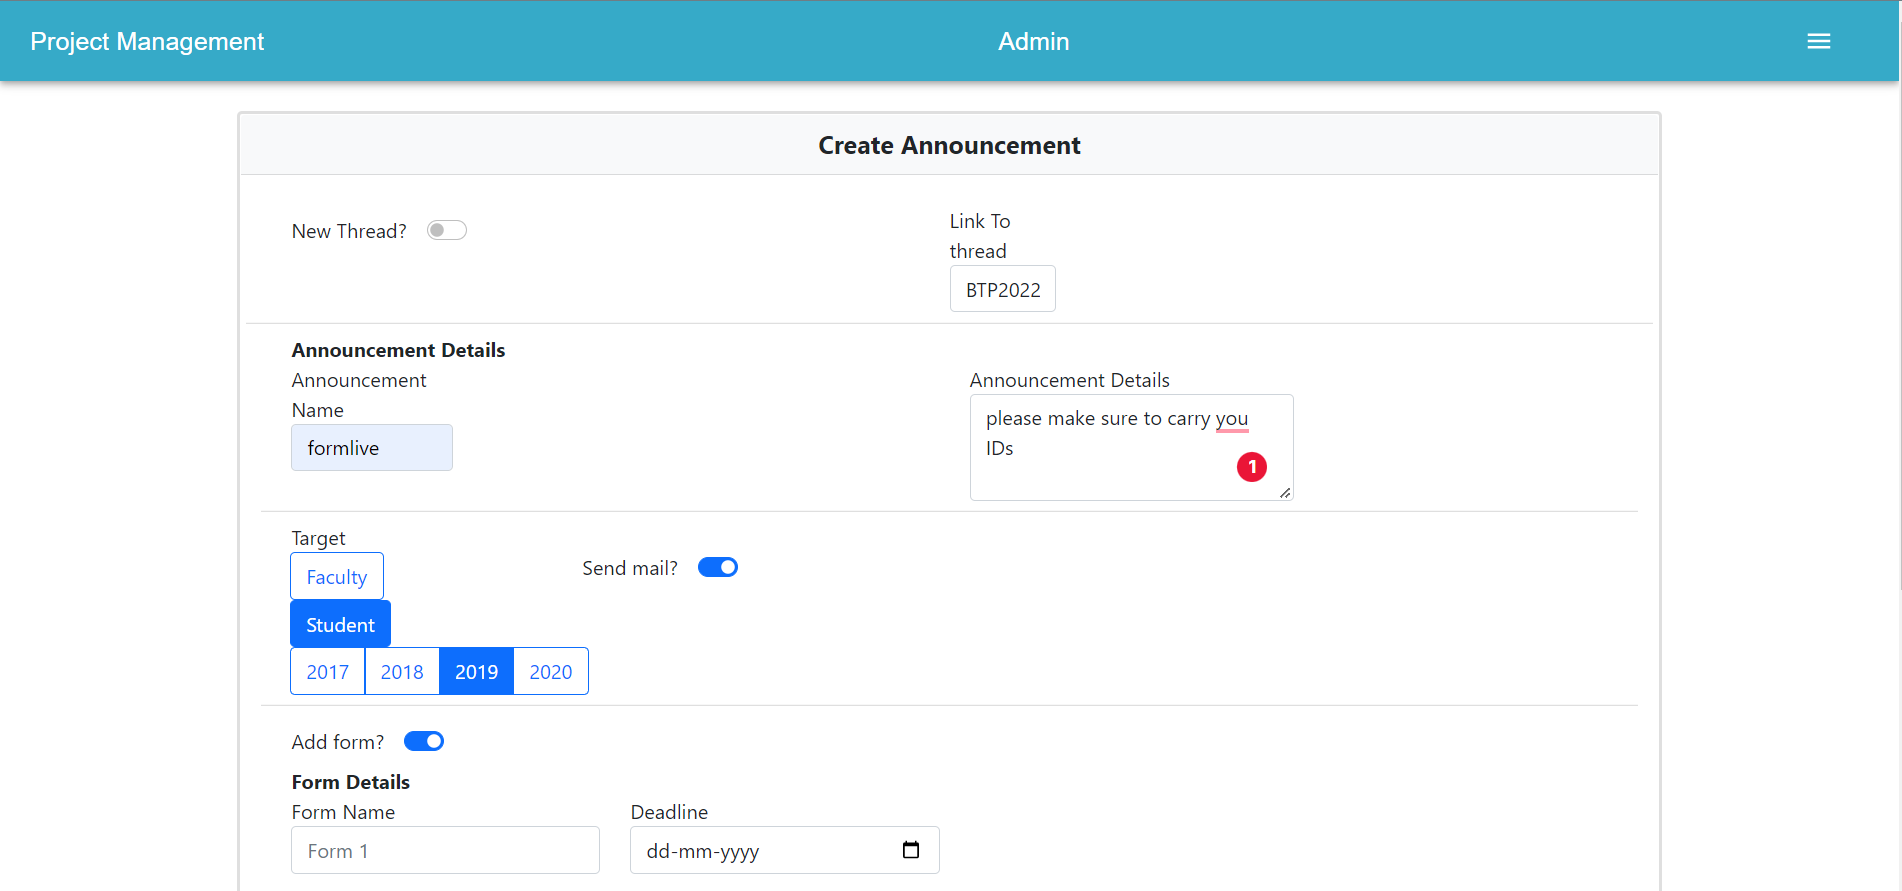 Project Management
Admin
Create Announcement
New Thread?
Link To
thread
BTP2022
Announcement Details
Announcement
Name
formlive
Announcement Details
please make sure to carry you
IDs
1
Target
Faculty
Send mail?
Student
2017 2018 2019 2020
Add form?
Form Details
Form Name
Deadline
Form 1
dd-mm-yyyy